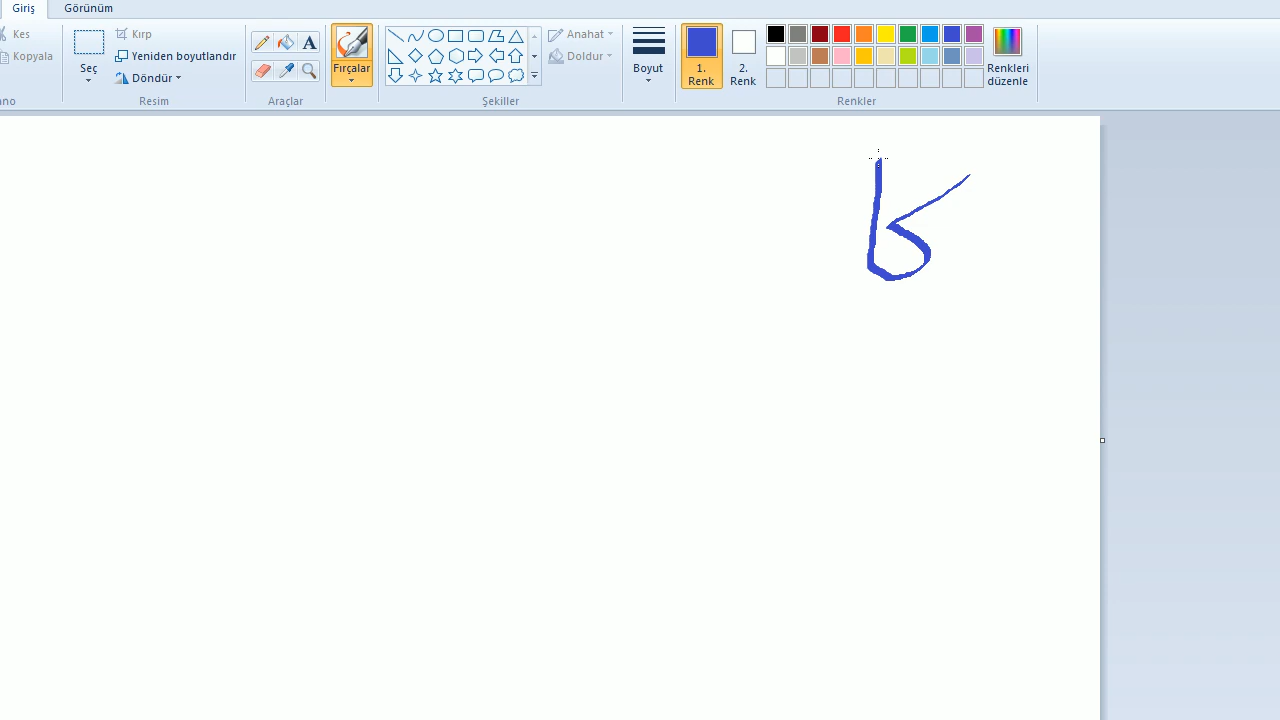 Giriş Görünüm
Kes
Kopyala
Seç
Kırp
Yeniden boyutlandır
Döndür
Resim
A
Araçlar
Fırçalar
Anahat
Doldur
Şekiller
Boyut
1. Renk
2. Renk
Renkleri düzenle
Renkler